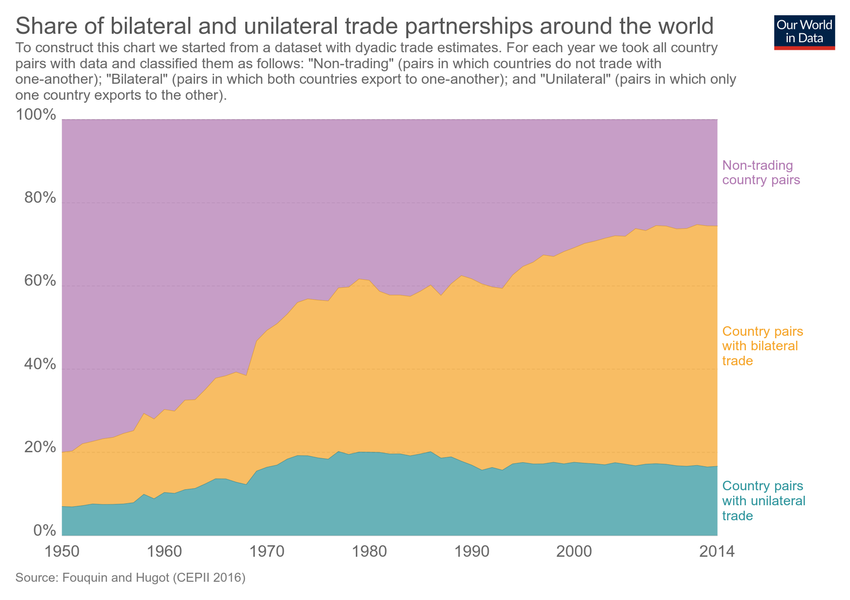 Share of bilateral and unilateral trade partnerships around the world
Our World
in Data
To construct this chart we started from a dataset with dyadic trade estimates. For each year we took all country
pairs with data and classified them as follows: "Non-trading" (pairs in which countries do not trade with
one-another); "Bilateral" (pairs in which both countries export to one-another); and "Unilateral" (pairs in which only
one country exports to the other).
100%
80%
60%
40%
20%
0%
Non-trading
country pairs
Country pairs
with bilateral
trade
Country pairs
with unilateral
trade
1950
1960
1970
1980
1990
2000
2014
Source: Fouquin and Hugot (CEPII 2016)